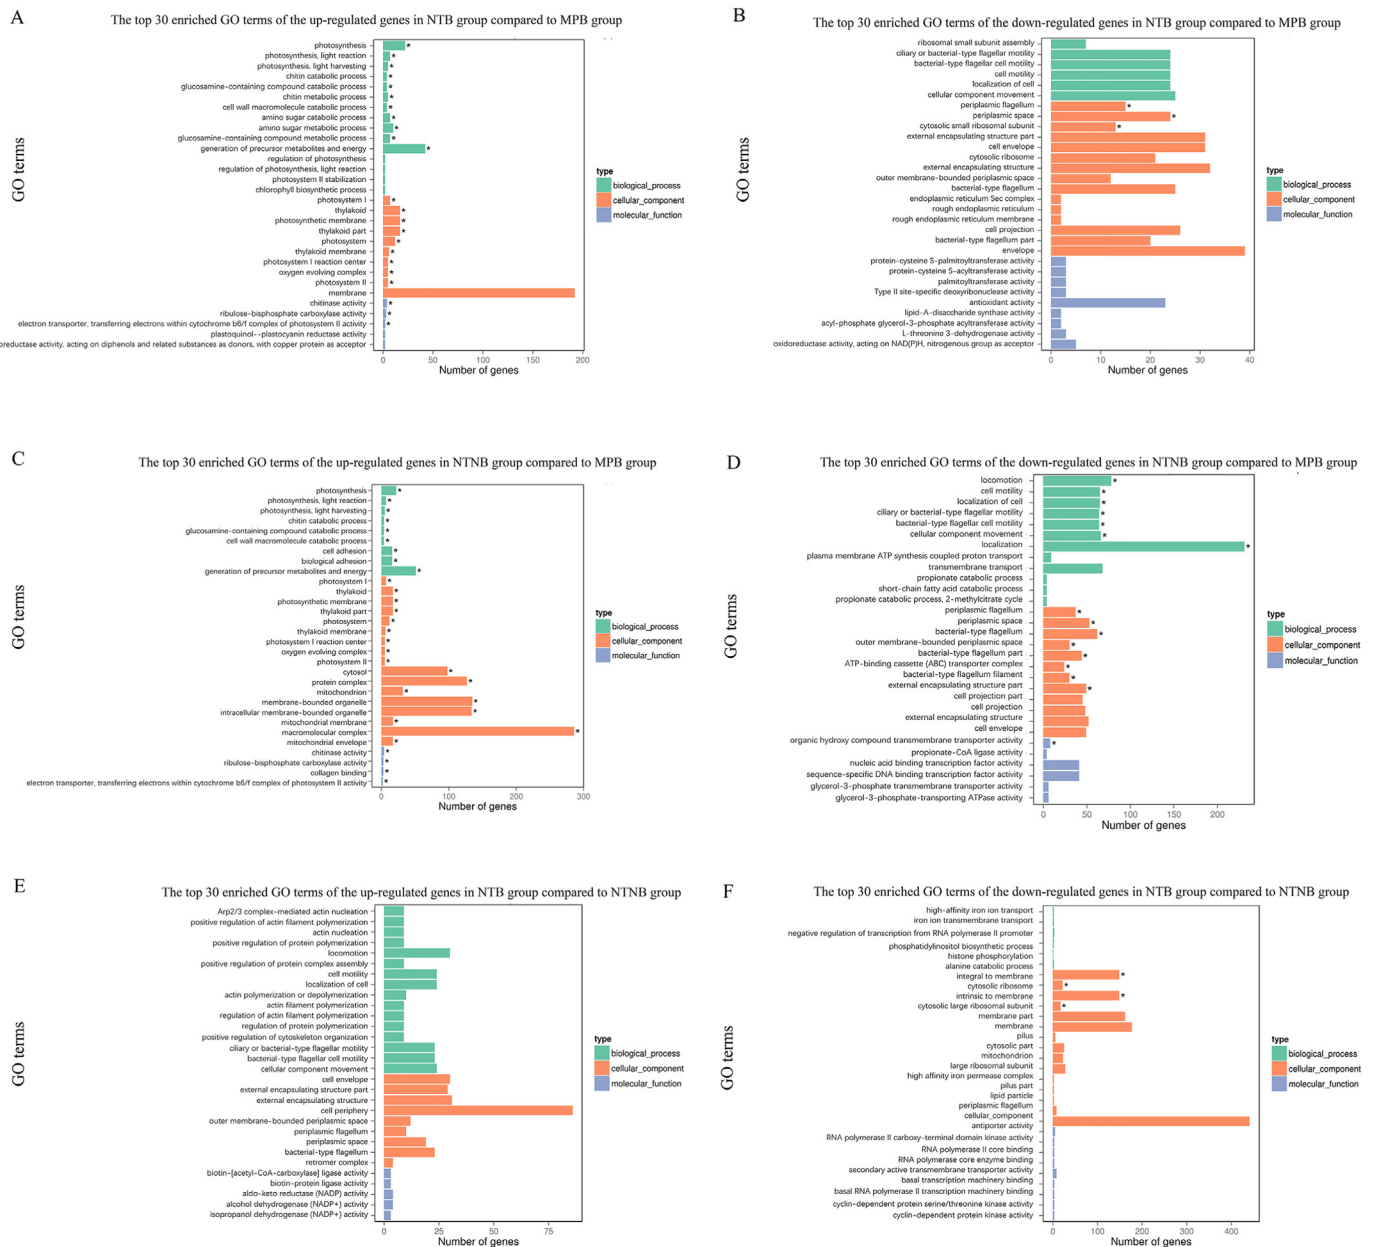 A
The top 30 enriched GO terms of the up-regulated genes in NTB group compared to MPB group
GO terms
photosynthesis
photosynthesis, light reaction
photosynthesis, light harvesting
chitin catabolic process
glucosamine-containing compound catabolic process
chitin metabolic process
cell wall macromolecule catabolic process
amino sugar catabolic process
amino sugar metabolic process
glucosamine-containing compound metabolic process
generation of precursor metabolites and energy
regulation of photosynthesis
regulation of photosynthesis, light reaction
photosystem II stabilization
chlorophyll biosynthetic process
photosystem I
thylakoid
photosynthetic membrane
thylakoid part
photosystem
thylakoid membrane
photosystem I reaction center
oxygen evolving complex
photosystem II
membrane
chitinase activity
ribulose-bisphosphate carboxylase activity
electron transporter, transferring electrons within cytochrome b6/f complex of photosystem II activity
plastoquinol--plastocyanin reductase activity
oreductase activity, acting on diphenols and related substances as donors, with copper protein as acceptor
0 50 100 150 200
Number of genes
type
biological_process
cellular_component
molecular_function
B
The top 30 enriched GO terms of the down-regulated genes in NTB group compared to MPB group
GO terms
ribosomal small subunit assembly
ciliary or bacterial-type flagellar motility
bacterial-type flagellar cell motility
cell motility
localization of cell
cellular component movement
periplasmic flagellum
periplasmic space
cytosolic small ribosomal subunit
external encapsulating structure part
cell envelope
cytosolic ribosome
external encapsulating structure
outer membrane-bounded periplasmic space
bacterial-type flagellum
endoplasmic reticulum Sec complex
rough endoplasmic reticulum
rough endoplasmic reticulum membrane
cell projection
bacterial-type flagellum part
envelope
protein-cysteine S-palmitoyltransferase activity
protein-cysteine S-acyltransferase activity
palmitoyltransferase activity
Type II site-specific deoxyribonuclease activity
antioxidant activity
lipid-A-disaccharide synthase activity
acyl-phosphate glycerol-3-phosphate acyltransferase activity
L-threonine 3-dehydrogenase activity
oxidoreductase activity, acting on NAD(P)H, nitrogenous group as acceptor
0 10 20 30 40
Number of genes
type
biological_process
cellular_component
molecular_function
C
The top 30 enriched GO terms of the up-regulated genes in NTNB group compared to MPB group
GO terms
photosynthesis
photosynthesis, light reaction
photosynthesis, light harvesting
chitin catabolic process
glucosamine-containing compound catabolic process
cell wall macromolecule catabolic process
cell adhesion
biological adhesion
generation of precursor metabolites and energy
photosystem I
thylakoid
photosynthetic membrane
thylakoid part
photosystem
thylakoid membrane
photosystem I reaction center
oxygen evolving complex
photosystem II
cytosol
protein complex
mitochondrion
membrane-bounded organelle
intracellular membrane-bounded organelle
mitochondrial membrane
macromolecular complex
mitochondrial envelope
chitinase activity
ribulose-bisphosphate carboxylase activity
collagen binding
electron transporter, transferring electrons within cytochrome b6/f complex of photosystem II activity
0 100 200 300
Number of genes
type
biological_process
cellular_component
molecular_function
D
The top 30 enriched GO terms of the down-regulated genes in NTNB group compared to MPB group
GO terms
locomotion
cell motility
localization of cell
ciliary or bacterial-type flagellar motility
bacterial-type flagellar cell motility
cellular component movement
localization
plasma membrane ATP synthesis coupled proton transport
transmembrane transport
propionate catabolic process
short-chain fatty acid catabolic process
propionate catabolic process, 2-methylcitrate cycle
periplasmic flagellum
periplasmic space
bacterial-type flagellum
outer membrane-bounded periplasmic space
bacterial-type flagellum part
ATP-binding cassette (ABC) transporter complex
bacterial-type flagellum filament
external encapsulating structure part
cell projection part
cell projection
external encapsulating structure
cell envelope
organic hydroxy compound transmembrane transporter activity
propionate-CoA ligase activity
nucleic acid binding transcription factor activity
sequence-specific DNA binding transcription factor activity
glycerol-3-phosphate transmembrane transporter activity
glycerol-3-phosphate-transporting ATPase activity
0 50 100 150 200
Number of genes
type
biological_process
cellular_component
molecular_function
E
The top 30 enriched GO terms of the up-regulated genes in NTB group compared to NTNB group
GO terms
Arp2/3 complex-mediated actin nucleation
positive regulation of actin filament polymerization
actin nucleation
positive regulation of protein polymerization
locomotion
positive regulation of protein complex assembly
cell motility
localization of cell
actin polymerization or depolymerization
actin filament polymerization
regulation of actin filament polymerization
regulation of protein polymerization
positive regulation of cytoskeleton organization
ciliary or bacterial-type flagellar motility
bacterial-type flagellar cell motility
cellular component movement
cell envelope
external encapsulating structure part
external encapsulating structure
cell periphery
outer membrane-bounded periplasmic space
periplasmic flagellum
periplasmic space
bacterial-type flagellum
retromer complex
biotin-[acetyl-CoA-carboxylase] ligase activity
biotin-protein ligase activity
aldo-keto reductase (NADP) activity
alcohol dehydrogenase (NADP+) activity
isopropanol dehydrogenase (NADP+) activity
0 25 50 75
Number of genes
type
biological_process
cellular_component
molecular_function
F
The top 30 enriched GO terms of the down-regulated genes in NTB group compared to NTNB group
GO terms
high-affinity iron ion transport
iron ion transmembrane transport
negative regulation of transcription from RNA polymerase II promoter
phosphatidylinositol biosynthetic process
histone phosphorylation
alanine catabolic process
integral to membrane
cytosolic ribosome
intrinsic to membrane
cytosolic large ribosomal subunit
membrane part
membrane
pilus
cytosolic part
mitochondrion
large ribosomal subunit
high affinity iron permease complex
pilus part
lipid particle
periplasmic flagellum
cellular_component
antiporter activity
RNA polymerase II carboxy-terminal domain kinase activity
RNA polymerase II core binding
RNA polymerase core enzyme binding
secondary active transmembrane transporter activity
basal transcription machinery binding
basal RNA polymerase II transcription machinery binding
cyclin-dependent protein serine/threonine kinase activity
cyclin-dependent protein kinase activity
0 100 200 300 400
Number of genes
type
biological_process
cellular_component
molecular_function